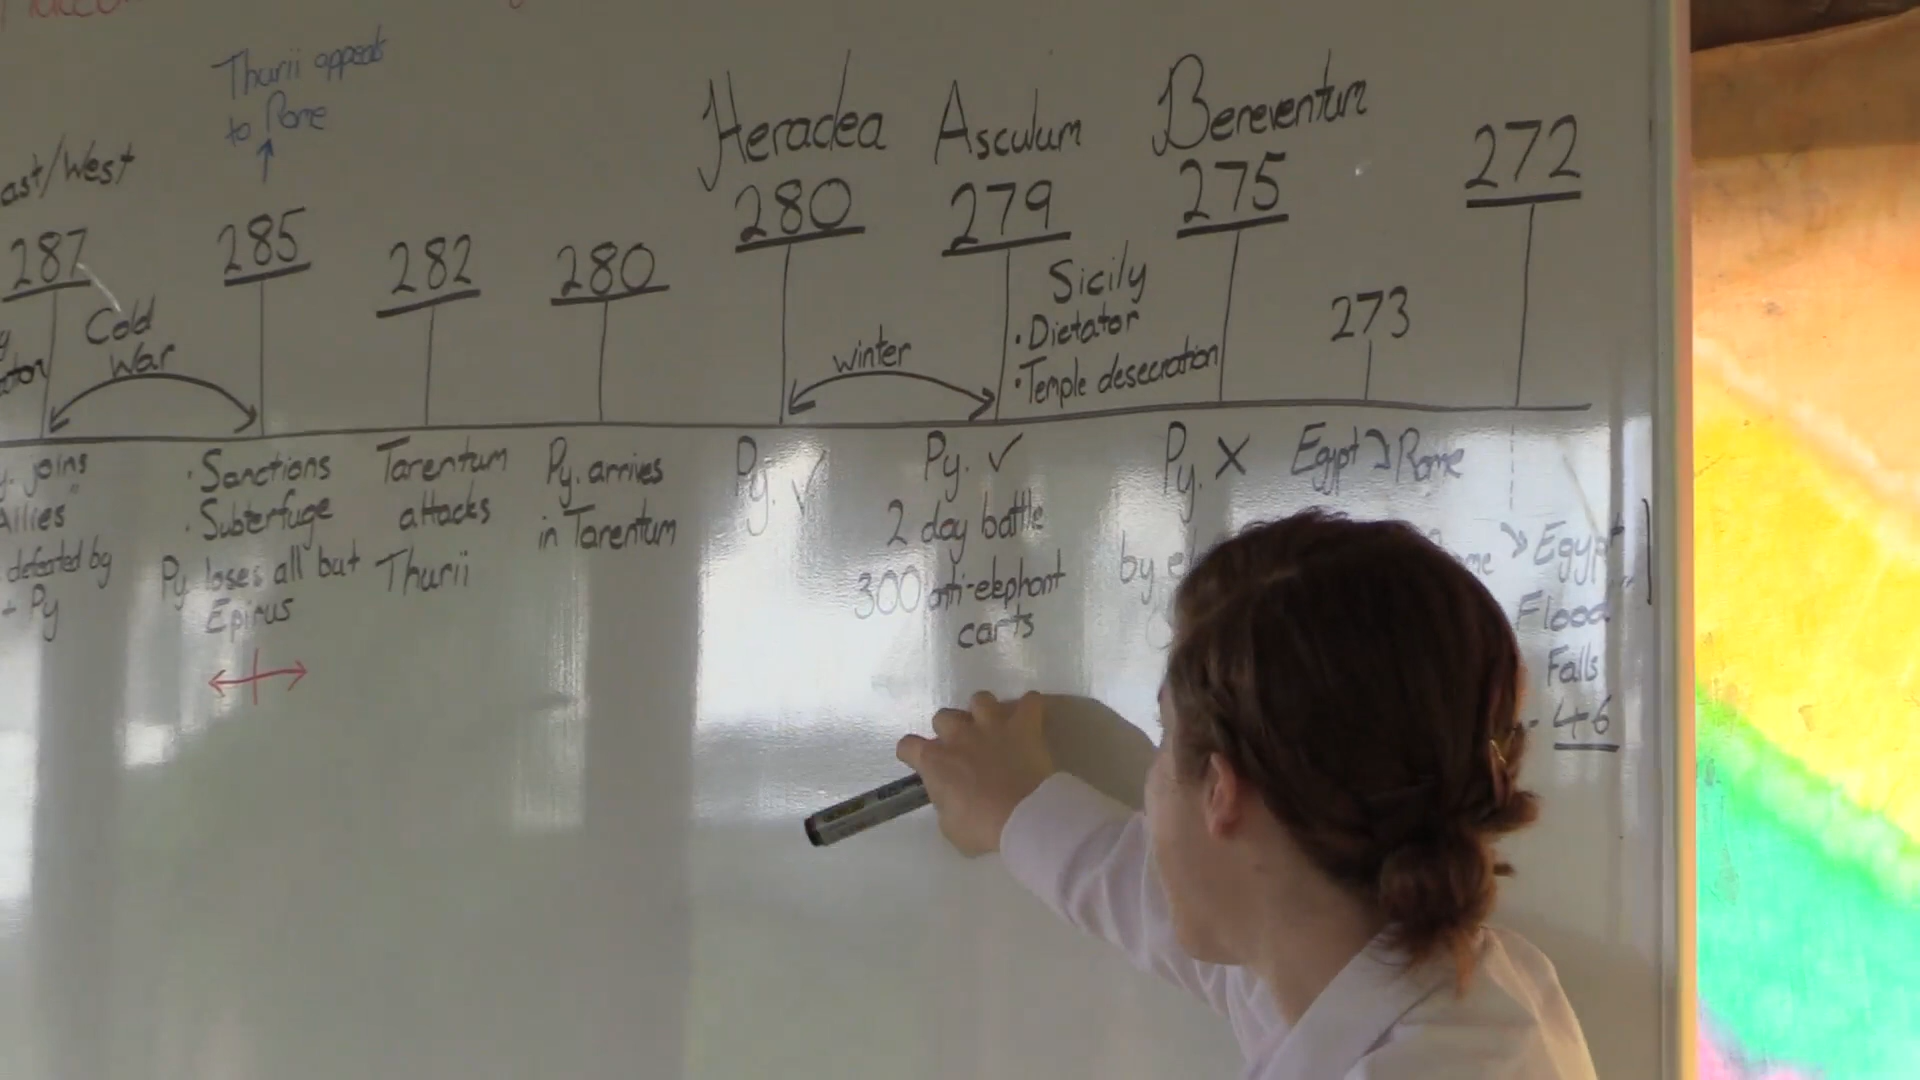 Thurii appeals
to Rome
East/West
287
Cold
War
285
282
280
Heraclea
280
winter
Asculum
279
Sicily
• Dictator
• Temple desecration
Beneventum
275
273
272
joins
Allies"
defeated by
+ Py
• Sanctions
• Subterfuge
Py loses all but
Epirus
Tarentum
attacks
Thurii
Py. arrives
in Tarentum
Py. ✓
Py. ✓
2 day battle
300 anti-elephant
carts
Py. X
by
Egypt Rome
Egypt
Flood
Falls
46